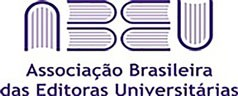 ABEU
Associação Brasileira
das Editoras Universitárias